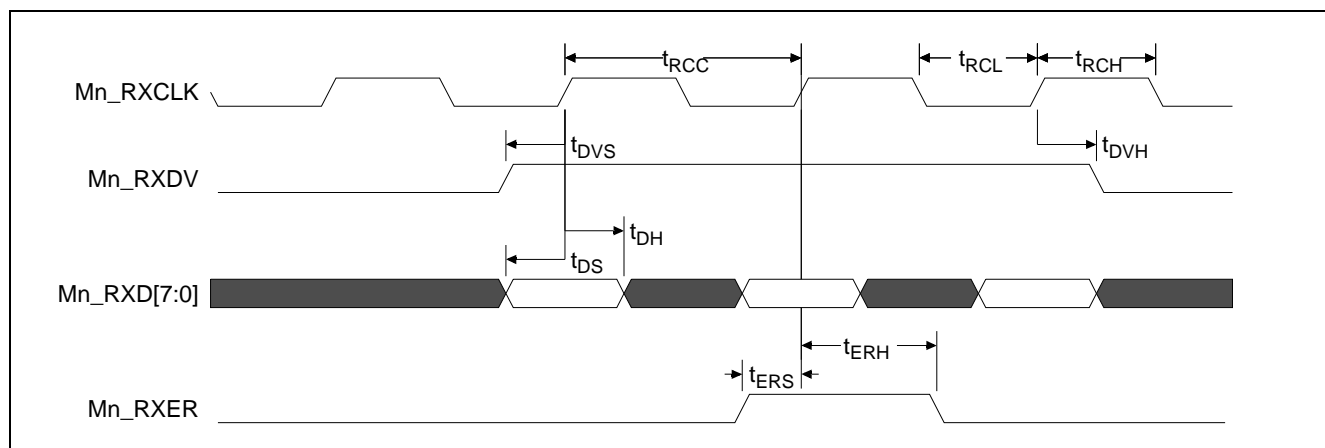 tRCC
tRCL
tRCH
Mn_RXCLK
tDVS
tDVH
Mn_RXDV
tDH
tDS
Mn_RXD[7:0]
tERH
tERS
Mn_RXER